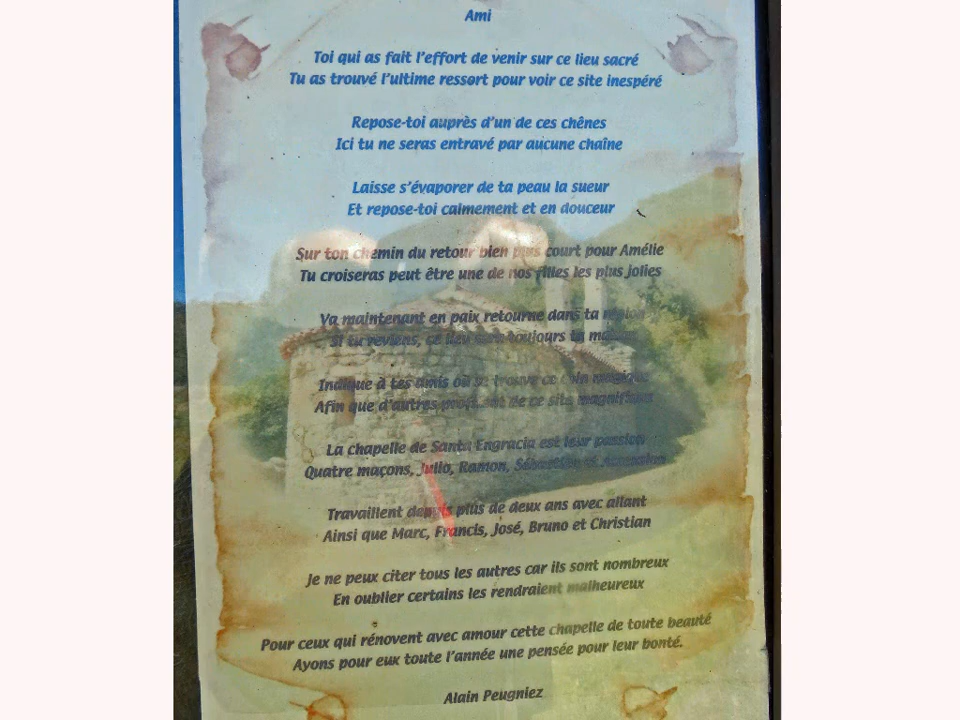 Ami
Toi qui as fait l'effort de venir sur ce lieu sacré
Tu as trouvé l'ultime ressort pour voir ce site inespéré
Repose-toi auprès d'un de ces chênes
Ici tu ne seras entravé par aucune chaîne
Laisse s'évaporer de ta peau la sueur
Et repose-toi calmement et en douceur
Sur ton chemin du retour bien plus court pour Amélie
Tu croiseras peut être une de nos filles les plus jolies
Va maintenant en paix retourne dans ta région
Si tu reviens, ce lieu sera toujours ta
Indique à tes amis où se trouve ce coin magique
Afin que d'autres profitent de ce site magnifique
La chapelle de Santa Engracia est leur passion
Quatre maçons, Julio, Ramon, Sébastien et
Travaillent depuis plus de deux ans avec allant
Ainsi que Marc, Francis, José, Bruno et Christian
Je ne peux citer tous les autres car ils sont nombreux
En oublier certains les rendraient malheureux
Pour ceux qui rénovent avec amour cette chapelle de toute beauté
Ayons pour eux toute l'année une pensée pour leur bonté.
Alain Peugniez